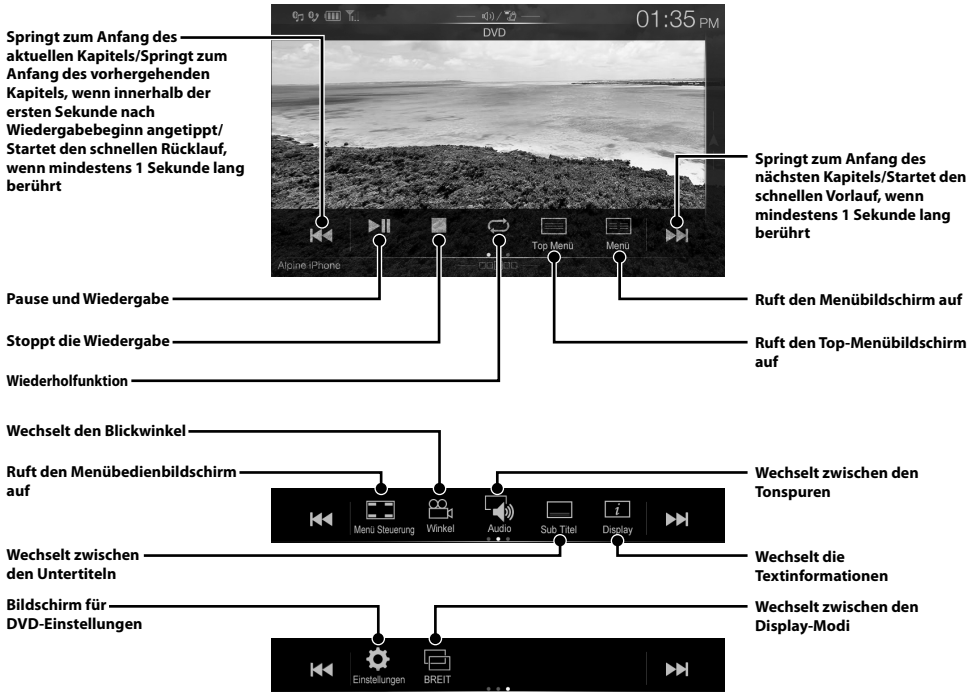 01:35 PM
DVD
Springt zum Anfang des
aktuellen Kapitels/Springt zum
Anfang des vorhergehenden
Kapitels, wenn innerhalb der
ersten Sekunde nach
Wiedergabebeginn angetippt/
Startet den schnellen Rücklauf,
wenn mindestens 1 Sekunde lang
berührt
Springt zum Anfang des
nächsten Kapitels/Startet den
schnellen Vorlauf, wenn
mindestens 1 Sekunde lang
berührt
Top Menü
Menü
Alpine iPhone
Pause und Wiedergabe
Ruft den Menübildschirm auf
Stoppt die Wiedergabe
Ruft den Top-Menübildschirm
auf
Wiederholfunktion
Wechselt den Blickwinkel
Ruft den Menübedienbildschirm
auf
Wechselt zwischen den
Tonspuren
Menü Steuerung
Winkel
Audio
Sub Titel
Display
Wechselt zwischen
den Untertiteln
Wechselt die
Textinformationen
Bildschirm für
DVD-Einstellungen
Wechselt zwischen den
Display-Modi
Einstellungen
BREIT